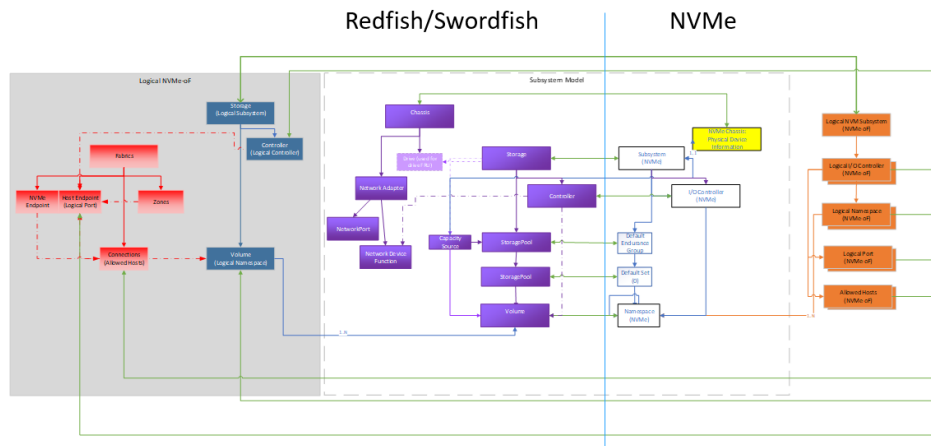 Redfish/Swordfish
NVMe
Logical NVMe-oF
Subsystem Model
Storage
(Logical Subsystem)
Controller
(Logical Controller)
Fabrics
NVMe
Endpoint
Host Endpoint
(Logical Port)
Zones
Connections
(Allowed Hosts)
Volume
(Logical Namespace)
Chassis
Storage
Network Adaptor
Controller
NetworkPort
Network Device
Function
Capacity
Source
StoragePool
StoragePool
Volume
NVMe Chassis:
Physical Device
Information
Subsystem
(NVMe)
I/O Controller
(NVMe)
Default
Endurance
Group
Default Set
(0)
Namespace
(NVMe)
Logical NVM Subsystem
(NVMe-oF)
Logical I/O Controller
(NVMe-oF)
Logical Namespace
(NVMe-oF)
Logical Port
(NVMe-oF)
Allowed Hosts
(NVMe-oF)